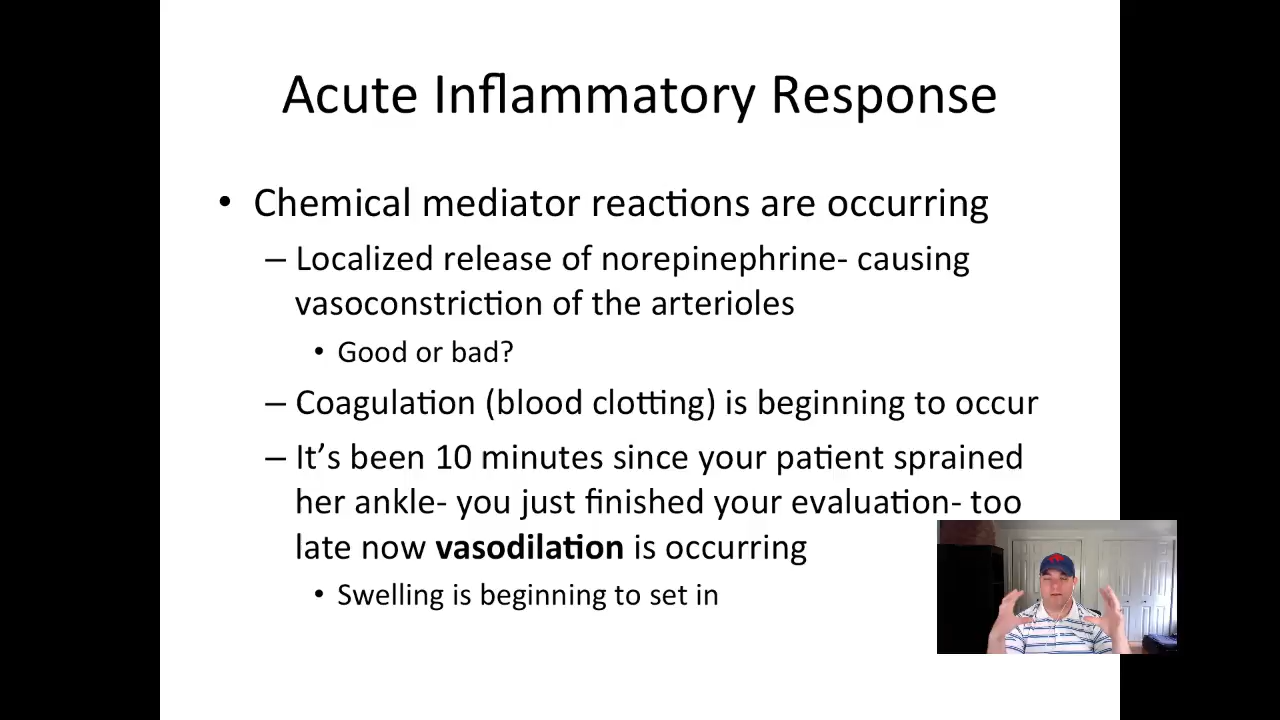 Acute Inflammatory Response
• Chemical mediator reactions are occurring
– Localized release of norepinephrine- causing
vasoconstriction of the arterioles
• Good or bad?
– Coagulation (blood clotting) is beginning to occur
– It’s been 10 minutes since your patient sprained
her ankle- you just finished your evaluation- too
late now vasodilation is occurring
• Swelling is beginning to set in